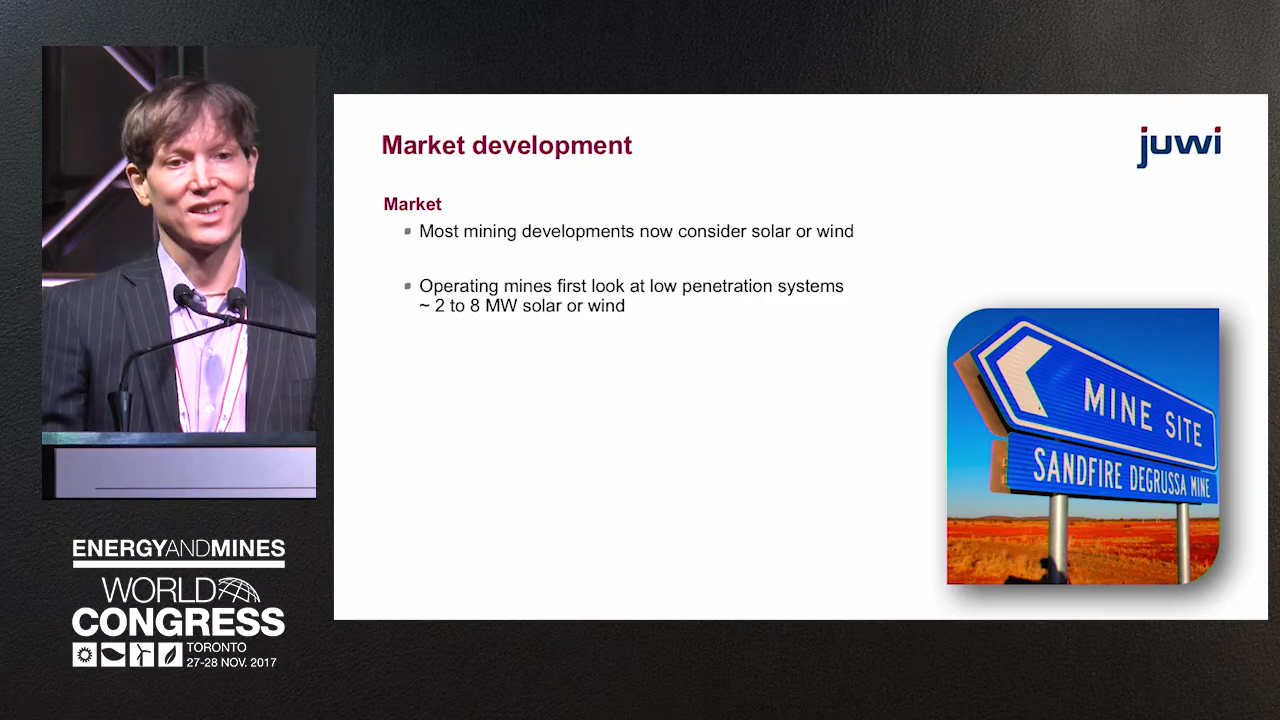 Market development
juwi
Market
Most mining developments now consider solar or wind
Operating mines first look at low penetration systems
~ 2 to 8 MW solar or wind
MINE SITE
SANDFIRE DEGRUSSA MINE
ENERGYANDMINES
WORLD
CONGRESS
TORONTO
27-28 NOV. 2017